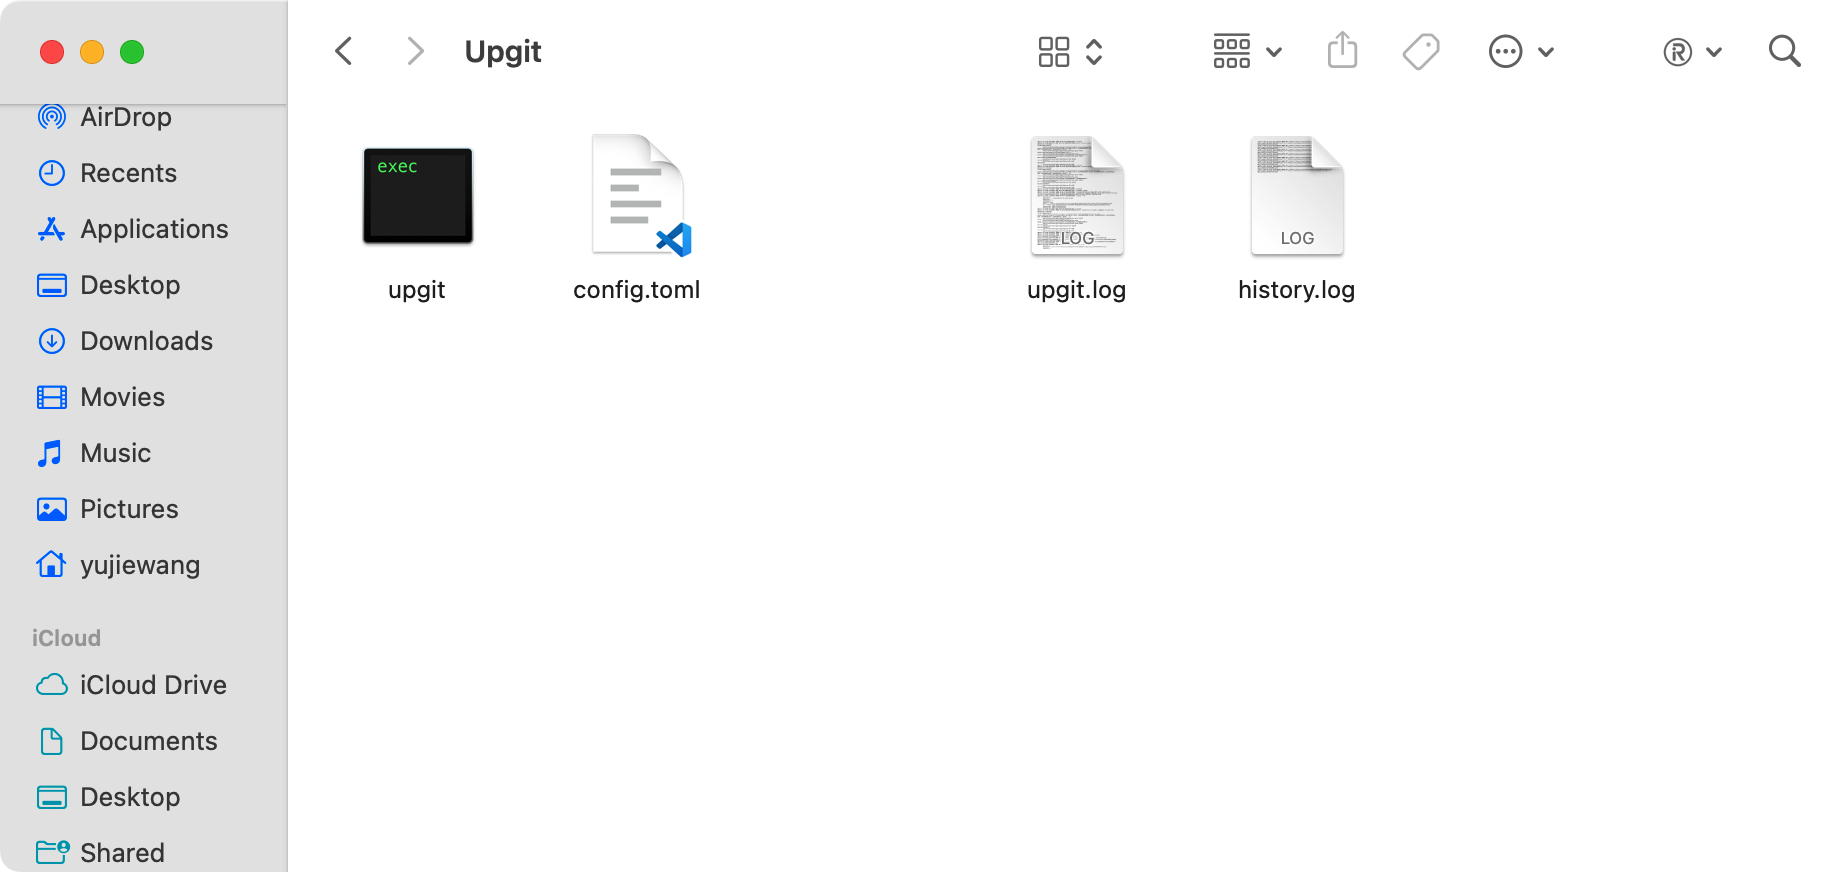 Upgit
AirDrop
Recents
Applications
Desktop
Downloads
Movies
Music
Pictures
yujiewang
iCloud
iCloud Drive
Documents
Desktop
Shared
exec
LOG
LOG
upgit
config.toml
upgit.log
history.log